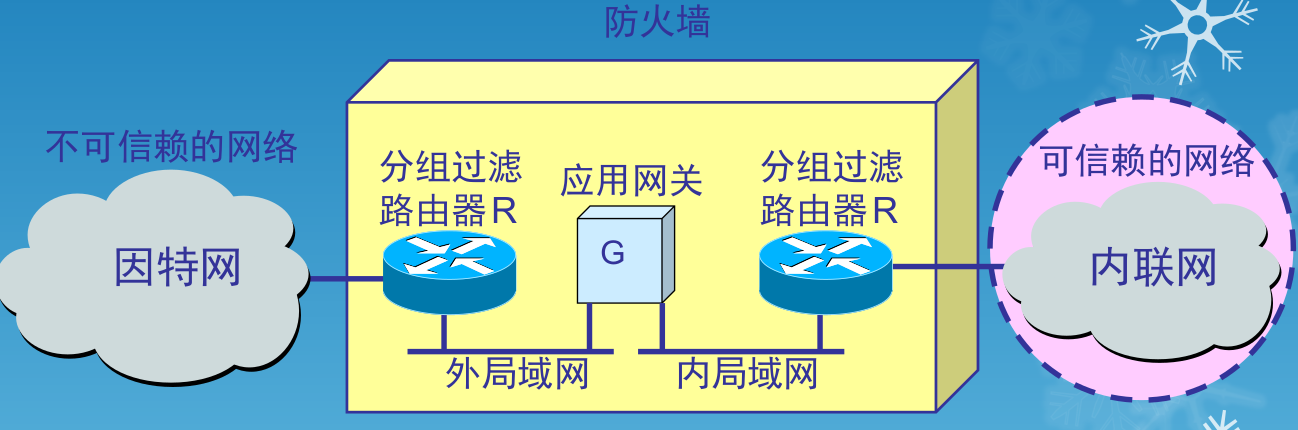 防火墙
不可信赖的网络
因特网
分组过滤
路由器R
应用网关
G
分组过滤
路由器R
外局域网
内局域网
可信赖的网络
内联网